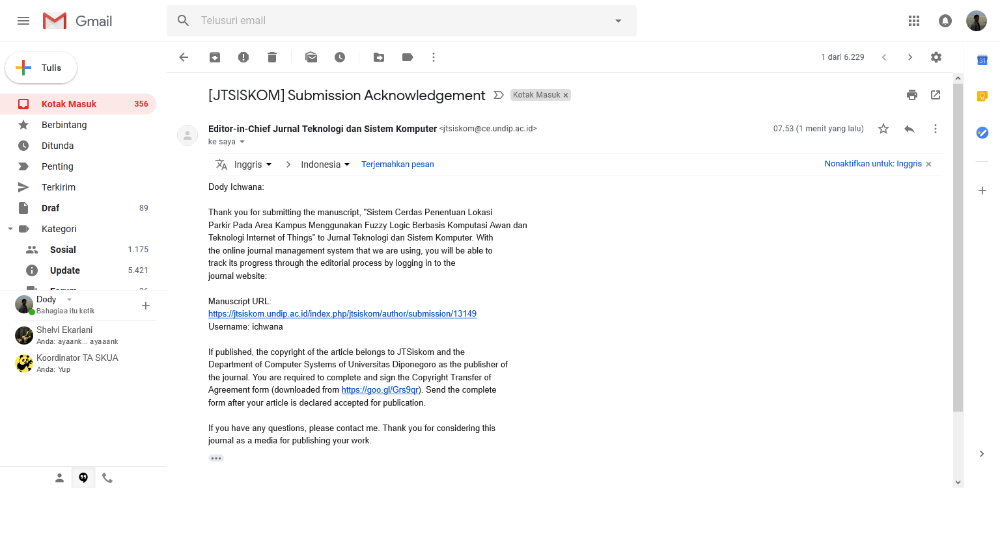 Gmail
Telusuri email
Tulis
1 dari 6.229
31
Kotak Masuk 356
Berbintang
Ditunda
Penting
Terkirim
Draf 89
Kategori
Sosial 1.175
Update 5.421
Dody
Bahagiaa itu ketik
Shelvi Ekariani
Anda: ayaank... ayaaank
Koordinator TA SKUA
Anda: Yup
[JTSISKOM] Submission Acknowledgement
Kotak Masuk ×
Editor-in-Chief Jurnal Teknologi dan Sistem Komputer <jtsiskom@ce.undip.ac.id>
07.53 (1 menit yang lalu)
ke saya
Inggris > Indonesia Terjemahkan pesan
Nonaktifkan untuk: Inggris ×
Dody Ichwana:
Thank you for submitting the manuscript, "Sistem Cerdas Penentuan Lokasi
Parkir Pada Area Kampus Menggunakan Fuzzy Logic Berbasis Komputasi Awan dan
Teknologi Internet of Things" to Jurnal Teknologi dan Sistem Komputer. With
the online journal management system that we are using, you will be able to
track its progress through the editorial process by logging in to the
journal website:
Manuscript URL:
https://jtsiskom.undip.ac.id/index.php/jtsiskom/author/submission/13149
Username: ichwana
If published, the copyright of the article belongs to JTSiskom and the
Department of Computer Systems of Universitas Diponegoro as the publisher of
the journal. You are required to complete and sign the Copyright Transfer of
Agreement form (downloaded from https://goo.gl/Grs9qr). Send the complete
form after your article is declared accepted for publication.
If you have any questions, please contact me. Thank you for considering this
journal as a media for publishing your work.